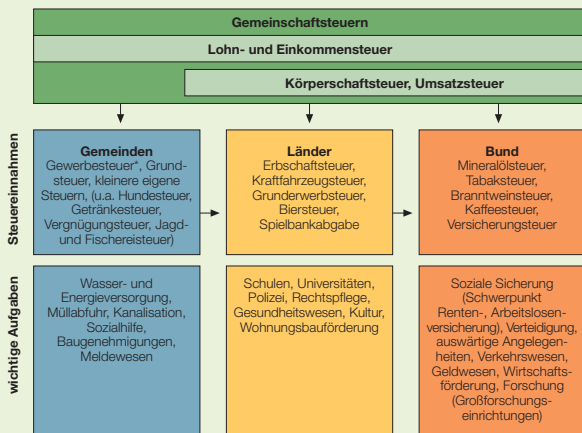 Gemeinschaftsteuern
Lohn- und Einkommensteuer
Körperschaftsteuer, Umsatzsteuer
Steuereinnahmen
Gemeinden
Gewerbesteuer*, Grund-
steuer, kleinere eigene
Steuern, (u.a. Hundesteuer,
Getränkesteuer,
Vergnügungsteuer, Jagd-
und Fischereisteuer)
Länder
Erbschaftsteuer,
Kraftfahrzeugsteuer,
Grunderwerbsteuer,
Biersteuer,
Spielbankabgabe
Bund
Mineralölsteuer,
Tabaksteuer,
Branntweinsteuer,
Kaffeesteuer,
Versicherungsteuer
wichtige Aufgaben
Wasser- und
Energieversorgung,
Müllabfuhr, Kanalisation,
Sozialhilfe,
Baugenehmigungen,
Meldewesen
Schulen, Universitäten,
Polizei, Rechtspflege,
Gesundheitswesen, Kultur,
Wohnungsbauförderung
Soziale Sicherung
(Schwerpunkt
Renten-, Arbeitslosen-
versicherung), Verteidigung,
auswärtige Angelegen-
heiten, Verkehrswesen,
Geldwesen, Wirtschafts-
förderung, Forschung
(Großforschungs-
einrichtungen)